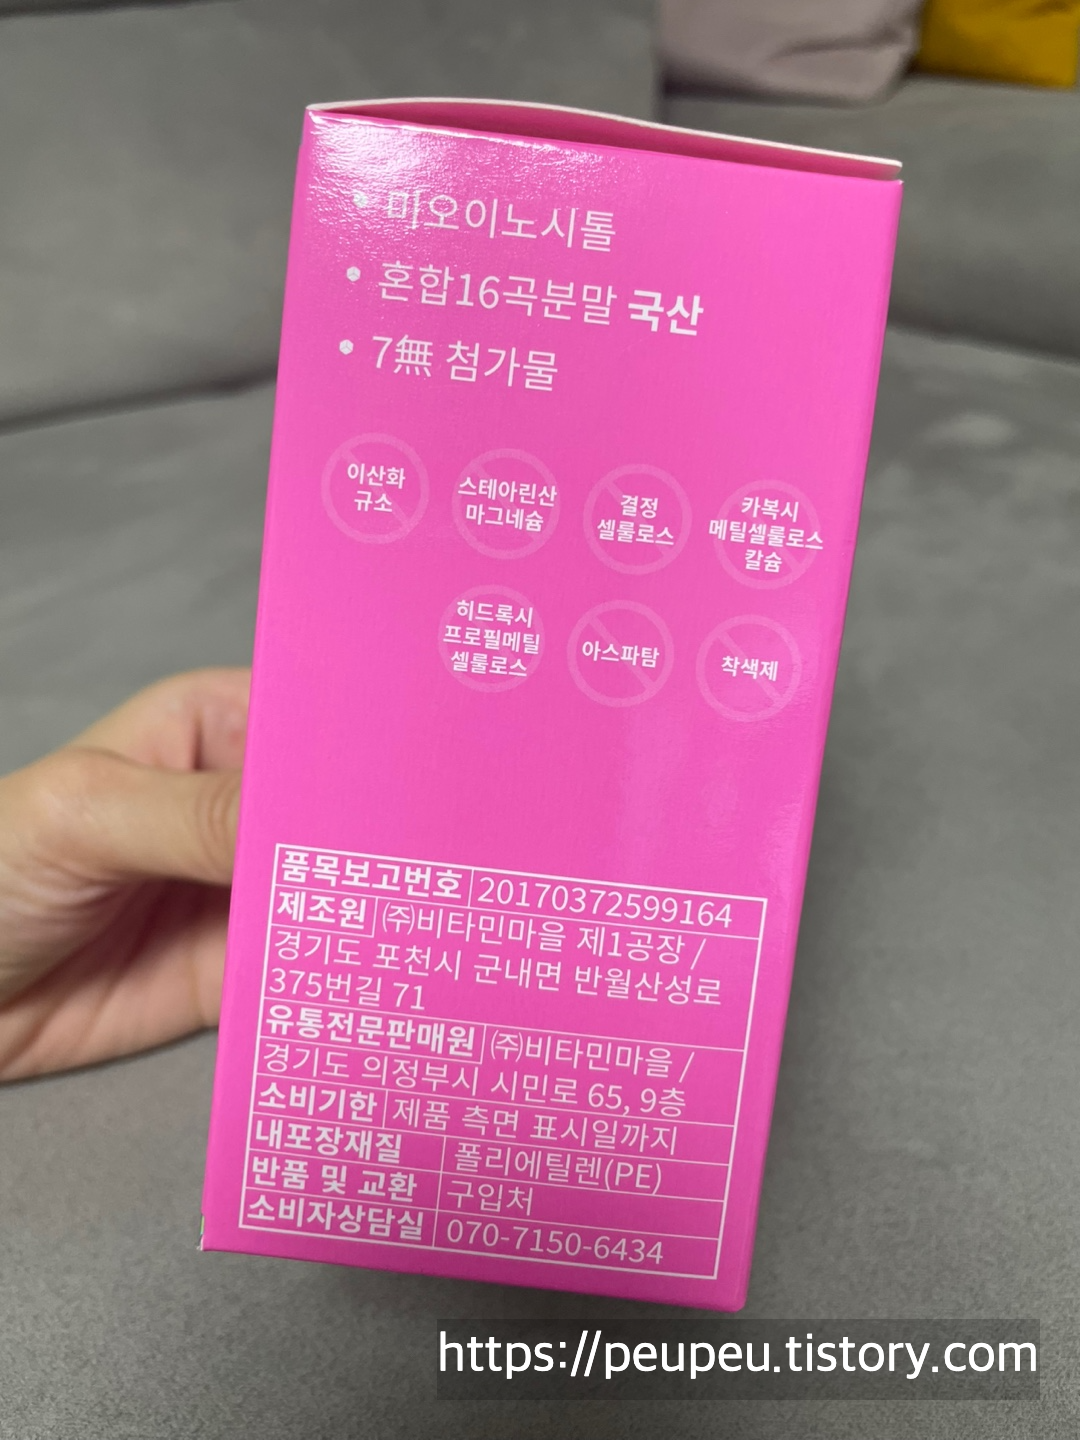 미오이노시톨
혼합16곡분말 국산
7無 첨가물
이산화
규소
스테아린산
마그네슘
결정
셀룰로스
카복시
메틸셀룰로스
칼슘
히드록시
프로필메틸
셀룰로스
아스파탐
착색제
품목보고번호 20170372599164
제조원 ㈜비타민마을 제1공장 /
경기도 포천시 군내면 반월산성로
375번길 71
유통전문판매원 ㈜비타민마을 /
경기도 의정부시 시민로 65, 9층
소비기한 제품 측면 표시일까지
내포장재질 폴리에틸렌(PE)
반품 및 교환 구입처
소비자상담실 070-7150-6434
https://peupeu.tistory.com